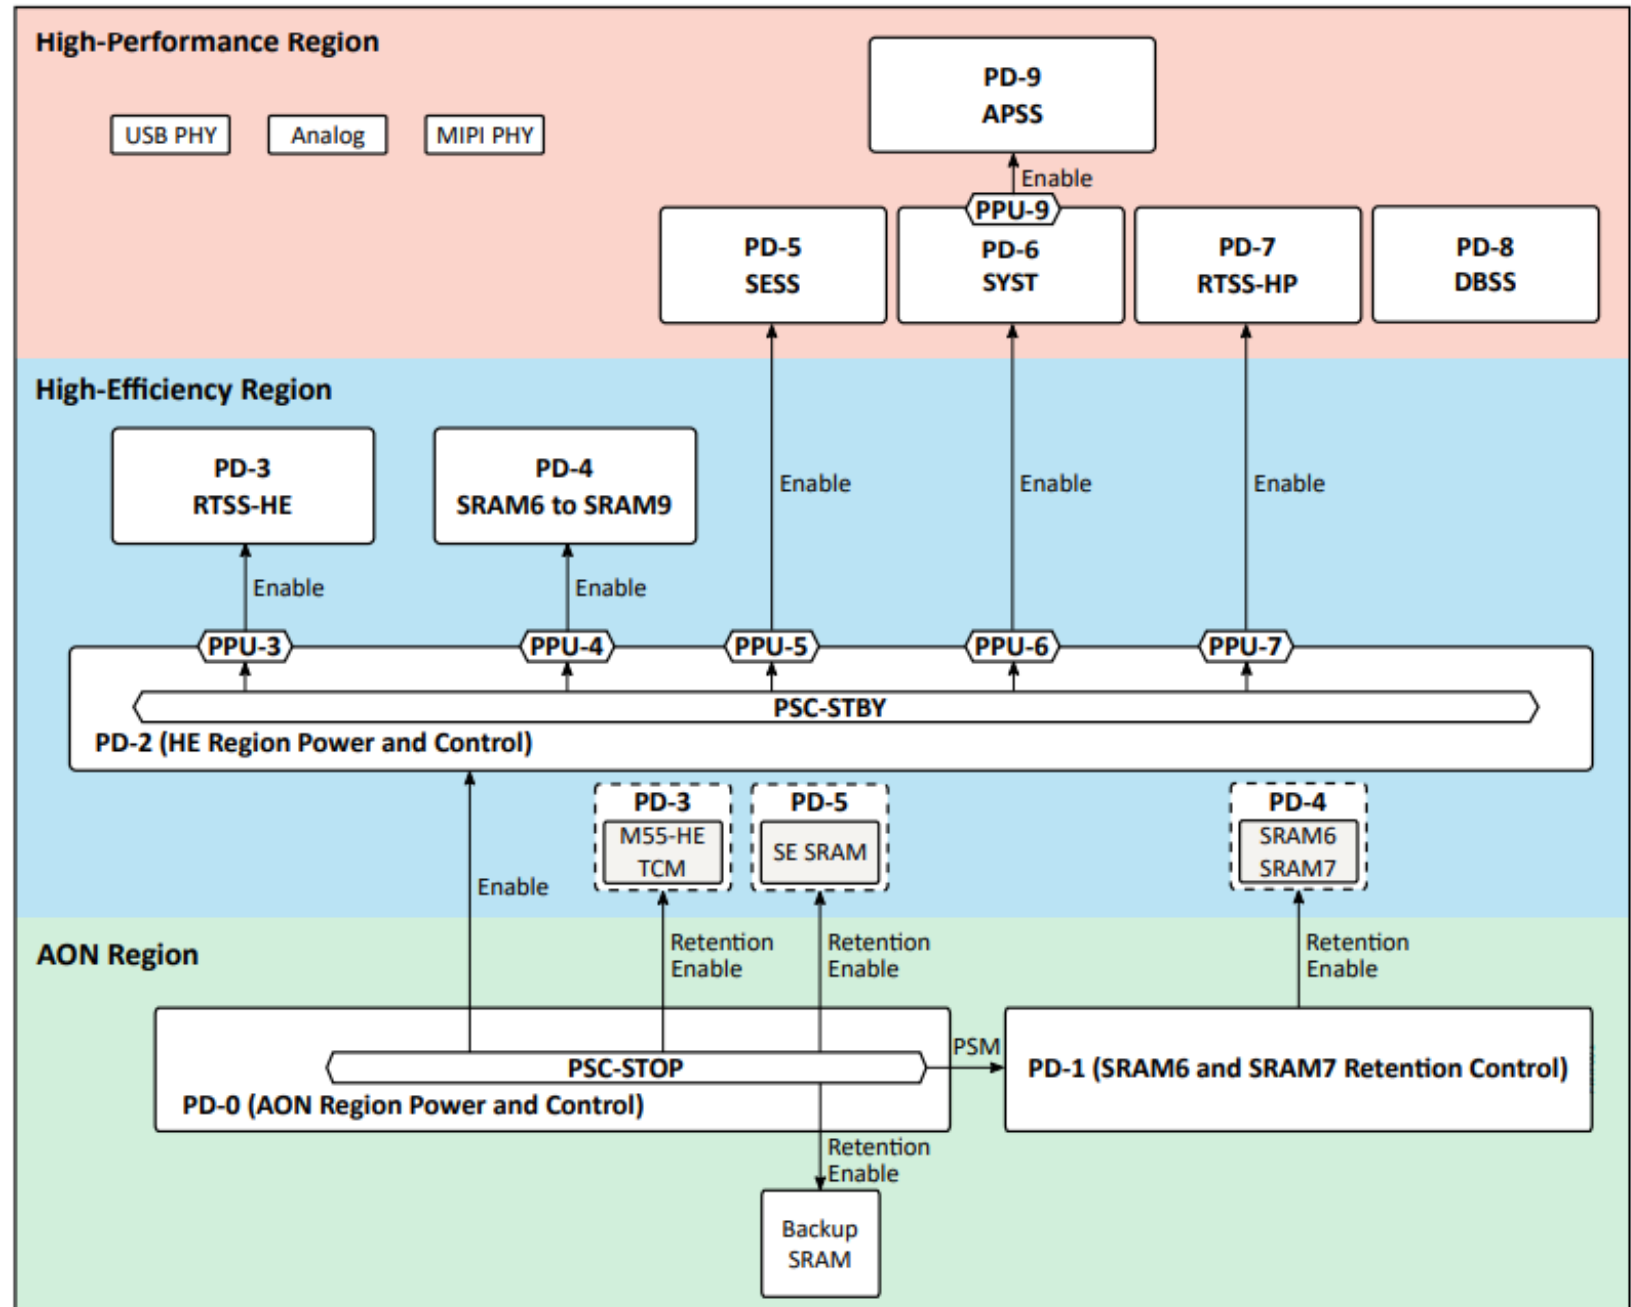 High-Performance Region
PD-9
APSS
USB PHY
Analog
MIPI PHY
Enable
PPU-9
PD-5
SESS
PD-6
SYST
PD-7
RTSS-HP
PD-8
DBSS
High-Efficiency Region
PD-3
RTSS-HE
PD-4
SRAM6 to SRAM9
Enable
Enable
Enable
Enable
Enable
PPU-3
PPU-4
PPU-5
PPU-6
PPU-7
PSC-STBY
PD-2 (HE Region Power and Control)
PD-3
M55-HE
TCM
PD-5
SE SRAM
PD-4
SRAM6
SRAM7
Enable
AON Region
Retention
Enable
Retention
Enable
Retention
Enable
PSC-STOP
PSM
PD-1 (SRAM6 and SRAM7 Retention Control)
PD-0 (AON Region Power and Control)
Retention
Enable
Backup
SRAM